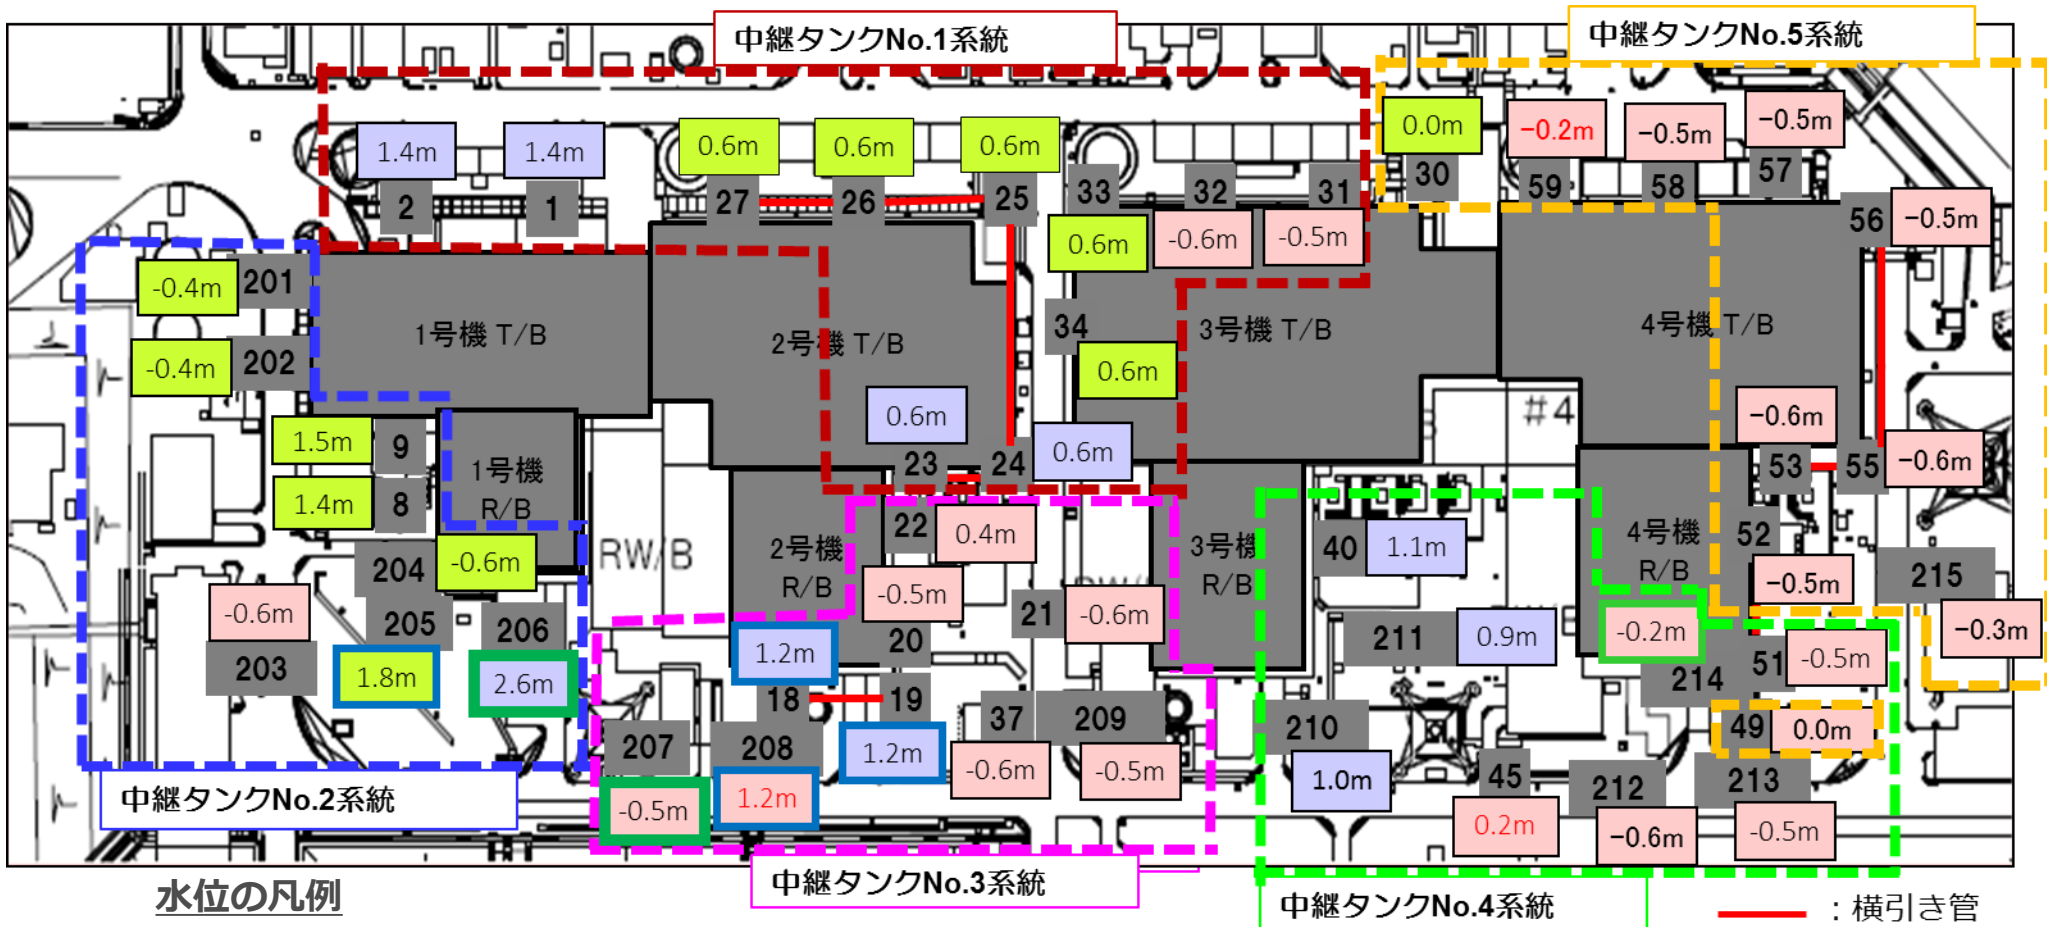 中継タンクNo.1系統
中継タンクNo.5系統
1.4m
1.4m
0.6m
0.6m
0.6m
0.0m
−0.2m
−0.5m
−0.5m
2
1
27
26
25
33
32
31
30
59
58
57
56
−0.5m
0.6m
-0.6m
-0.5m
-0.4m
201
-0.4m
202
1号機 T/B
2号機 T/B
34
3号機 T/B
4号機 T/B
0.6m
0.6m
0.6m
#4
−0.6m
1.5m
9
1.4m
8
1号機
R/B
23
24
53
55
−0.6m
22
0.4m
40
1.1m
52
RW/B
2号機
R/B
3号機
R/B
4号機
R/B
-0.6m
204
-0.5m
−0.5m
215
-0.6m
205
206
21
-0.6m
20
211
0.9m
-0.2m
−0.3m
203
1.8m
2.6m
1.2m
214
51
-0.5m
18
19
37
209
210
49
0.0m
207
208
1.2m
-0.6m
-0.5m
1.0m
45
212
213
-0.5m
1.2m
0.2m
−0.6m
-0.5m
中継タンクNo.2系統
中継タンクNo.3系統
中継タンクNo.4系統
水位の凡例
：横引き管